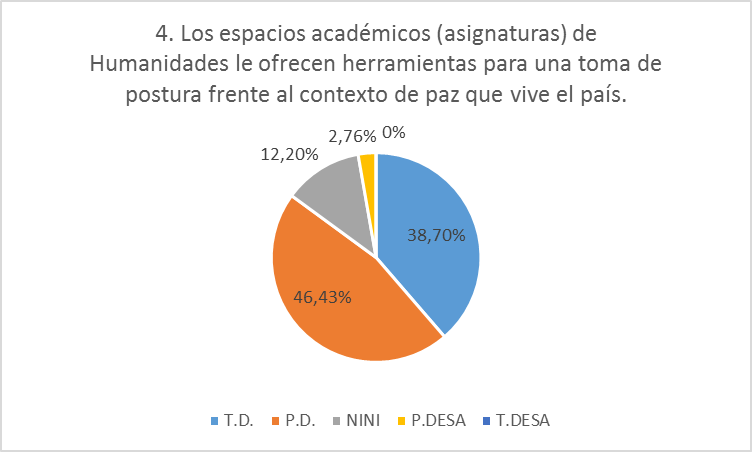 4. Los espacios académicos (asignaturas) de
Humanidades le ofrecen herramientas para una toma de
postura frente al contexto de paz que vive el país.
2,76%
0%
12,20%
38,70%
46,43%
T.D.
P.D.
NINI
P.DESA
T.DESA